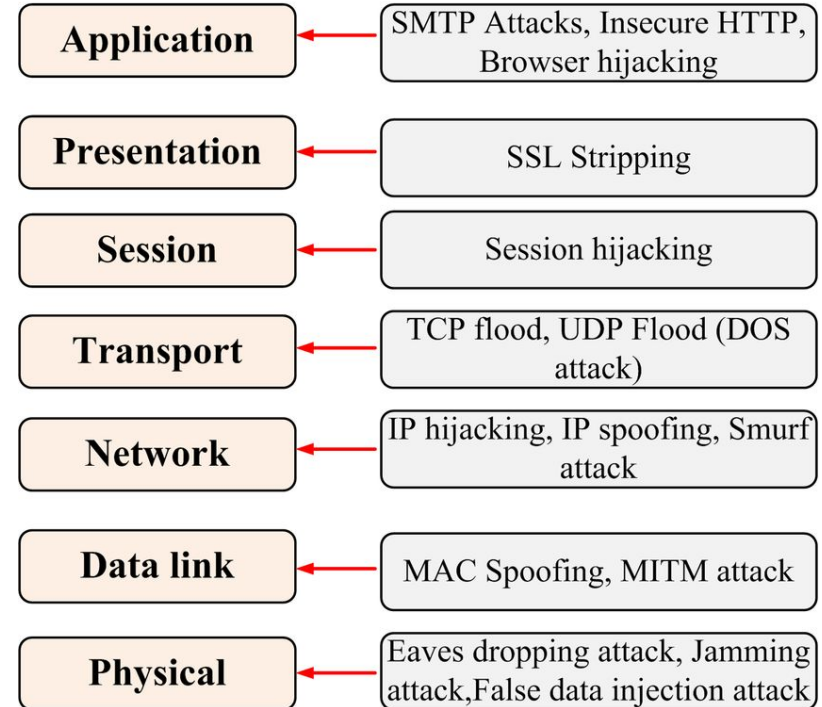 Application
SMTP Attacks, Insecure HTTP,
Browser hijacking
Presentation
SSL Stripping
Session
Session hijacking
Transport
TCP flood, UDP Flood (DOS
attack)
Network
IP hijacking, IP spoofing, Smurf
attack
Data link
MAC Spoofing, MITM attack
Physical
Eaves dropping attack, Jamming
attack,False data injection attack